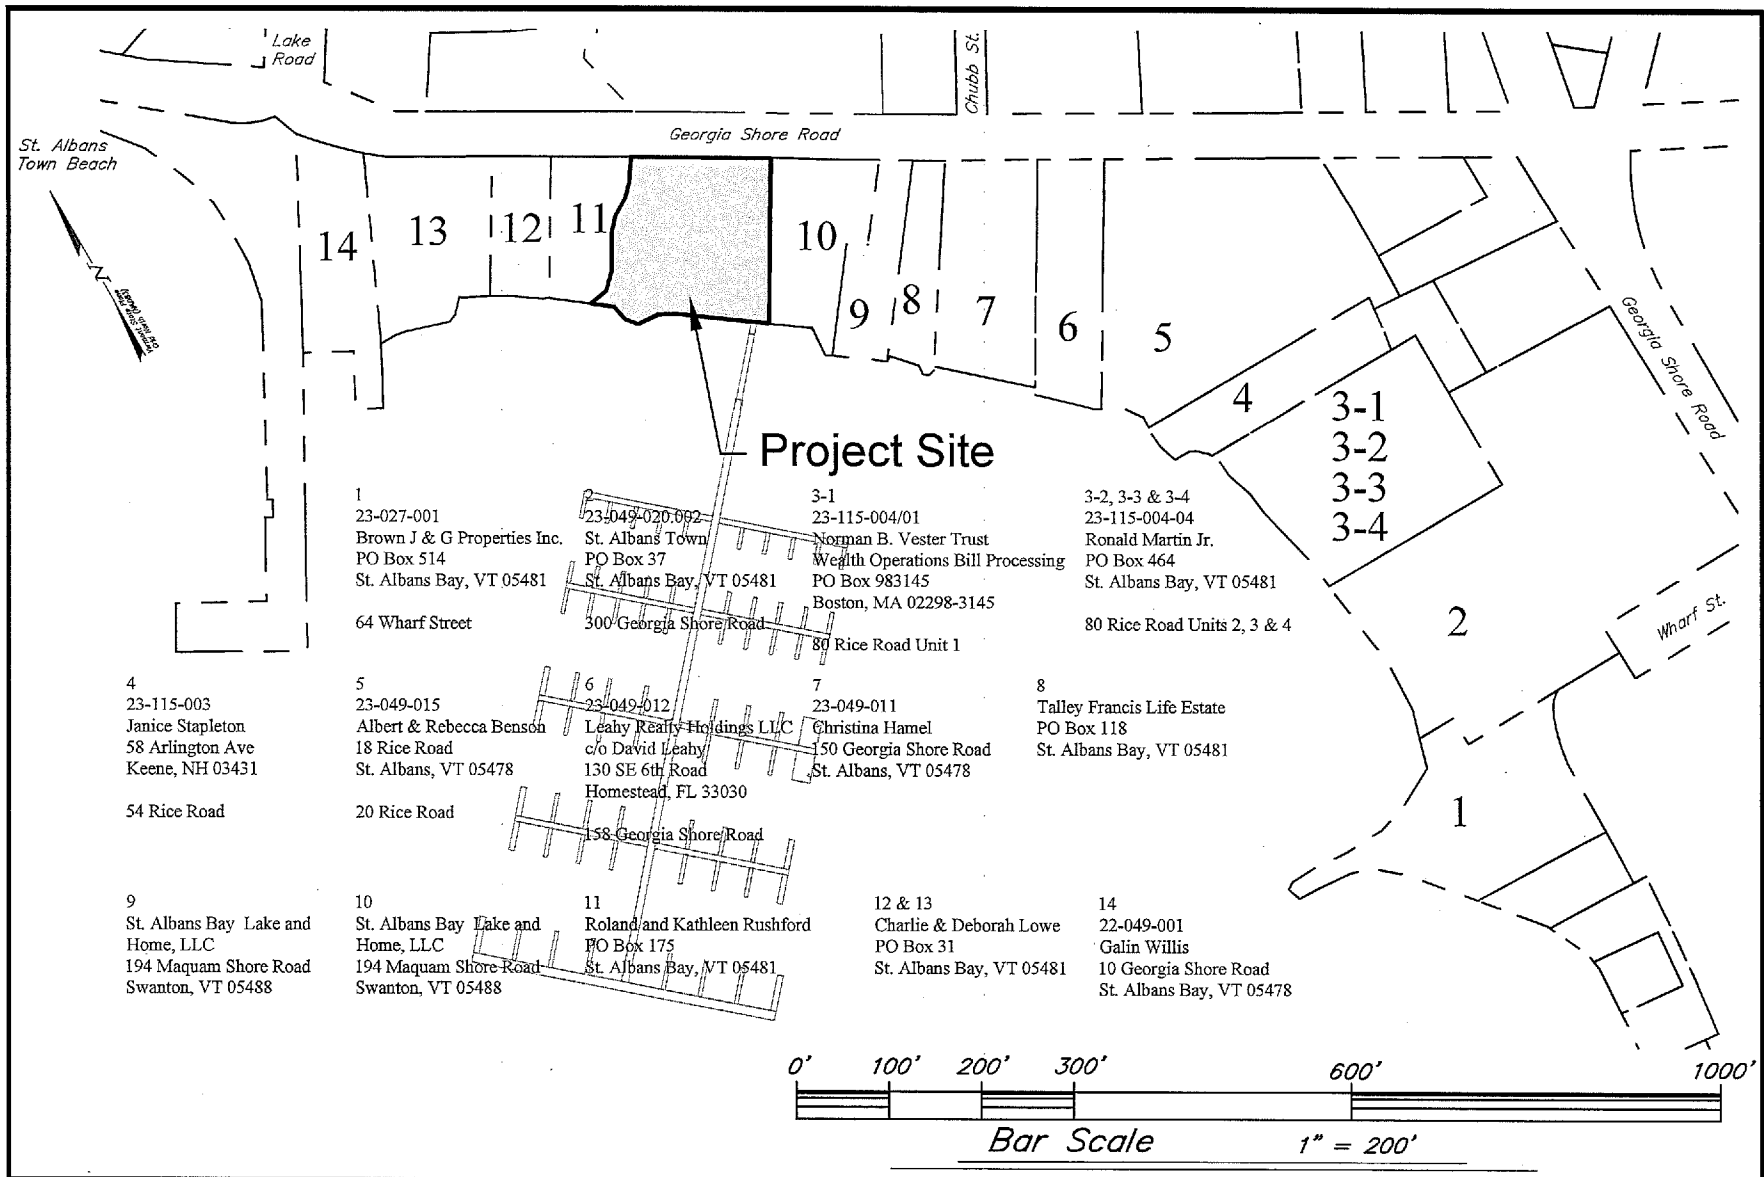 Lake
Road
Chubb St.
Georgia Shore Road
St. Albans
Town Beach
N
14
13
12
11
10
9
8
7
6
5
4
3-1
3-2
3-3
3-4
2
1
Georgia Shore Road
Wharf St.
Project Site
1
23-027-001
Brown J & G Properties Inc.
PO Box 514
St. Albans Bay, VT 05481
64 Wharf Street
2
23-049-020.002
St. Albans Town
PO Box 37
St. Albans Bay, VT 05481
300 Georgia Shore Road
3-1
23-115-004/01
Norman B. Vester Trust
Wealth Operations Bill Processing
PO Box 983145
Boston, MA 02298-3145
80 Rice Road Unit 1
3-2, 3-3 & 3-4
23-115-004-04
Ronald Martin Jr.
PO Box 464
St. Albans Bay, VT 05481
80 Rice Road Units 2, 3 & 4
4
23-115-003
Janice Stapleton
58 Arlington Ave
Keene, NH 03431
54 Rice Road
5
23-049-015
Albert & Rebecca Benson
18 Rice Road
St. Albans, VT 05478
20 Rice Road
6
23-049-012
Leahy Realty Holdings LLC
c/o David Leahy
130 SE 6th Road
Homestead, FL 33030
158 Georgia Shore Road
7
23-049-011
Christina Hamel
150 Georgia Shore Road
St. Albans, VT 05478
8
Talley Francis Life Estate
PO Box 118
St. Albans Bay, VT 05481
9
St. Albans Bay Lake and
Home, LLC
194 Maquam Shore Road
Swanton, VT 05488
10
St. Albans Bay Lake and
Home, LLC
194 Maquam Shore Road
Swanton, VT 05488
11
Roland and Kathleen Rushford
PO Box 175
St. Albans Bay, VT 05481
12 & 13
Charlie & Deborah Lowe
PO Box 31
St. Albans Bay, VT 05481
14
22-049-001
Galin Willis
10 Georgia Shore Road
St. Albans Bay, VT 05478
0' 100' 200' 300' 600' 1000'
Bar Scale 1" = 200'